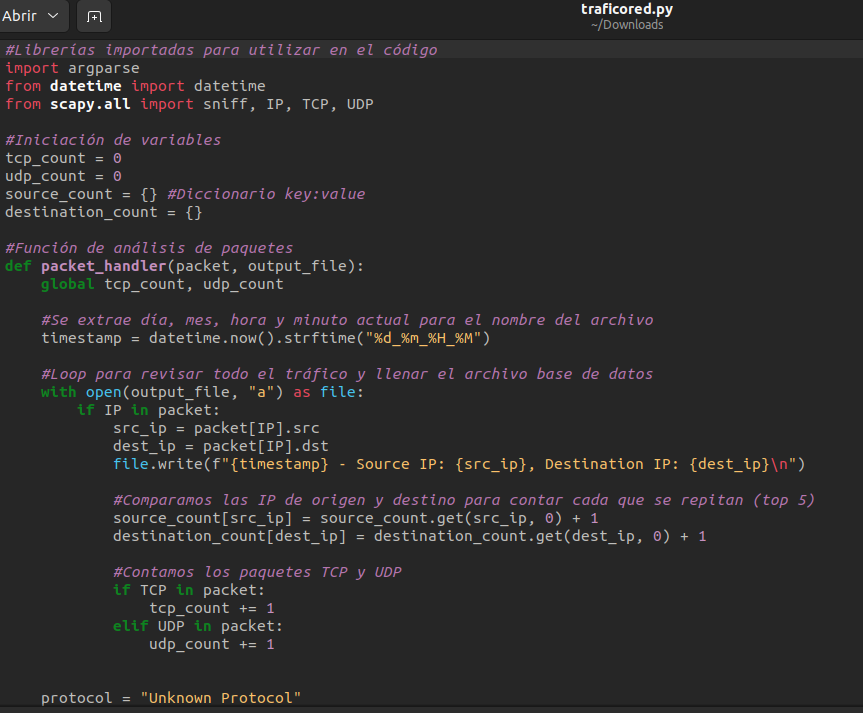 Abrir
traficored.py
~/Downloads
#Librerías importadas para utilizar en el código
import argparse
from datetime import datetime
from scapy.all import sniff, IP, TCP, UDP

#Iniciación de variables
tcp_count = 0
udp_count = 0
source_count = {} #Diccionario key:value
destination_count = {}

#Función de análisis de paquetes
def packet_handler(packet, output_file):
    global tcp_count, udp_count

    #Se extrae día, mes, hora y minuto actual para el nombre del archivo
    timestamp = datetime.now().strftime("%d_%m_%H_%M")

    #Loop para revisar todo el tráfico y llenar el archivo base de datos
    with open(output_file, "a") as file:
        if IP in packet:
            src_ip = packet[IP].src
            dest_ip = packet[IP].dst
            file.write(f"{timestamp} - Source IP: {src_ip}, Destination IP: {dest_ip}\n")

            #Comparamos las IP de origen y destino para contar cada que se repitan (top 5)
            source_count[src_ip] = source_count.get(src_ip, 0) + 1
            destination_count[dest_ip] = destination_count.get(dest_ip, 0) + 1

            #Contamos los paquetes TCP y UDP
            if TCP in packet:
                tcp_count += 1
            elif UDP in packet:
                udp_count += 1


    protocol = "Unknown Protocol"